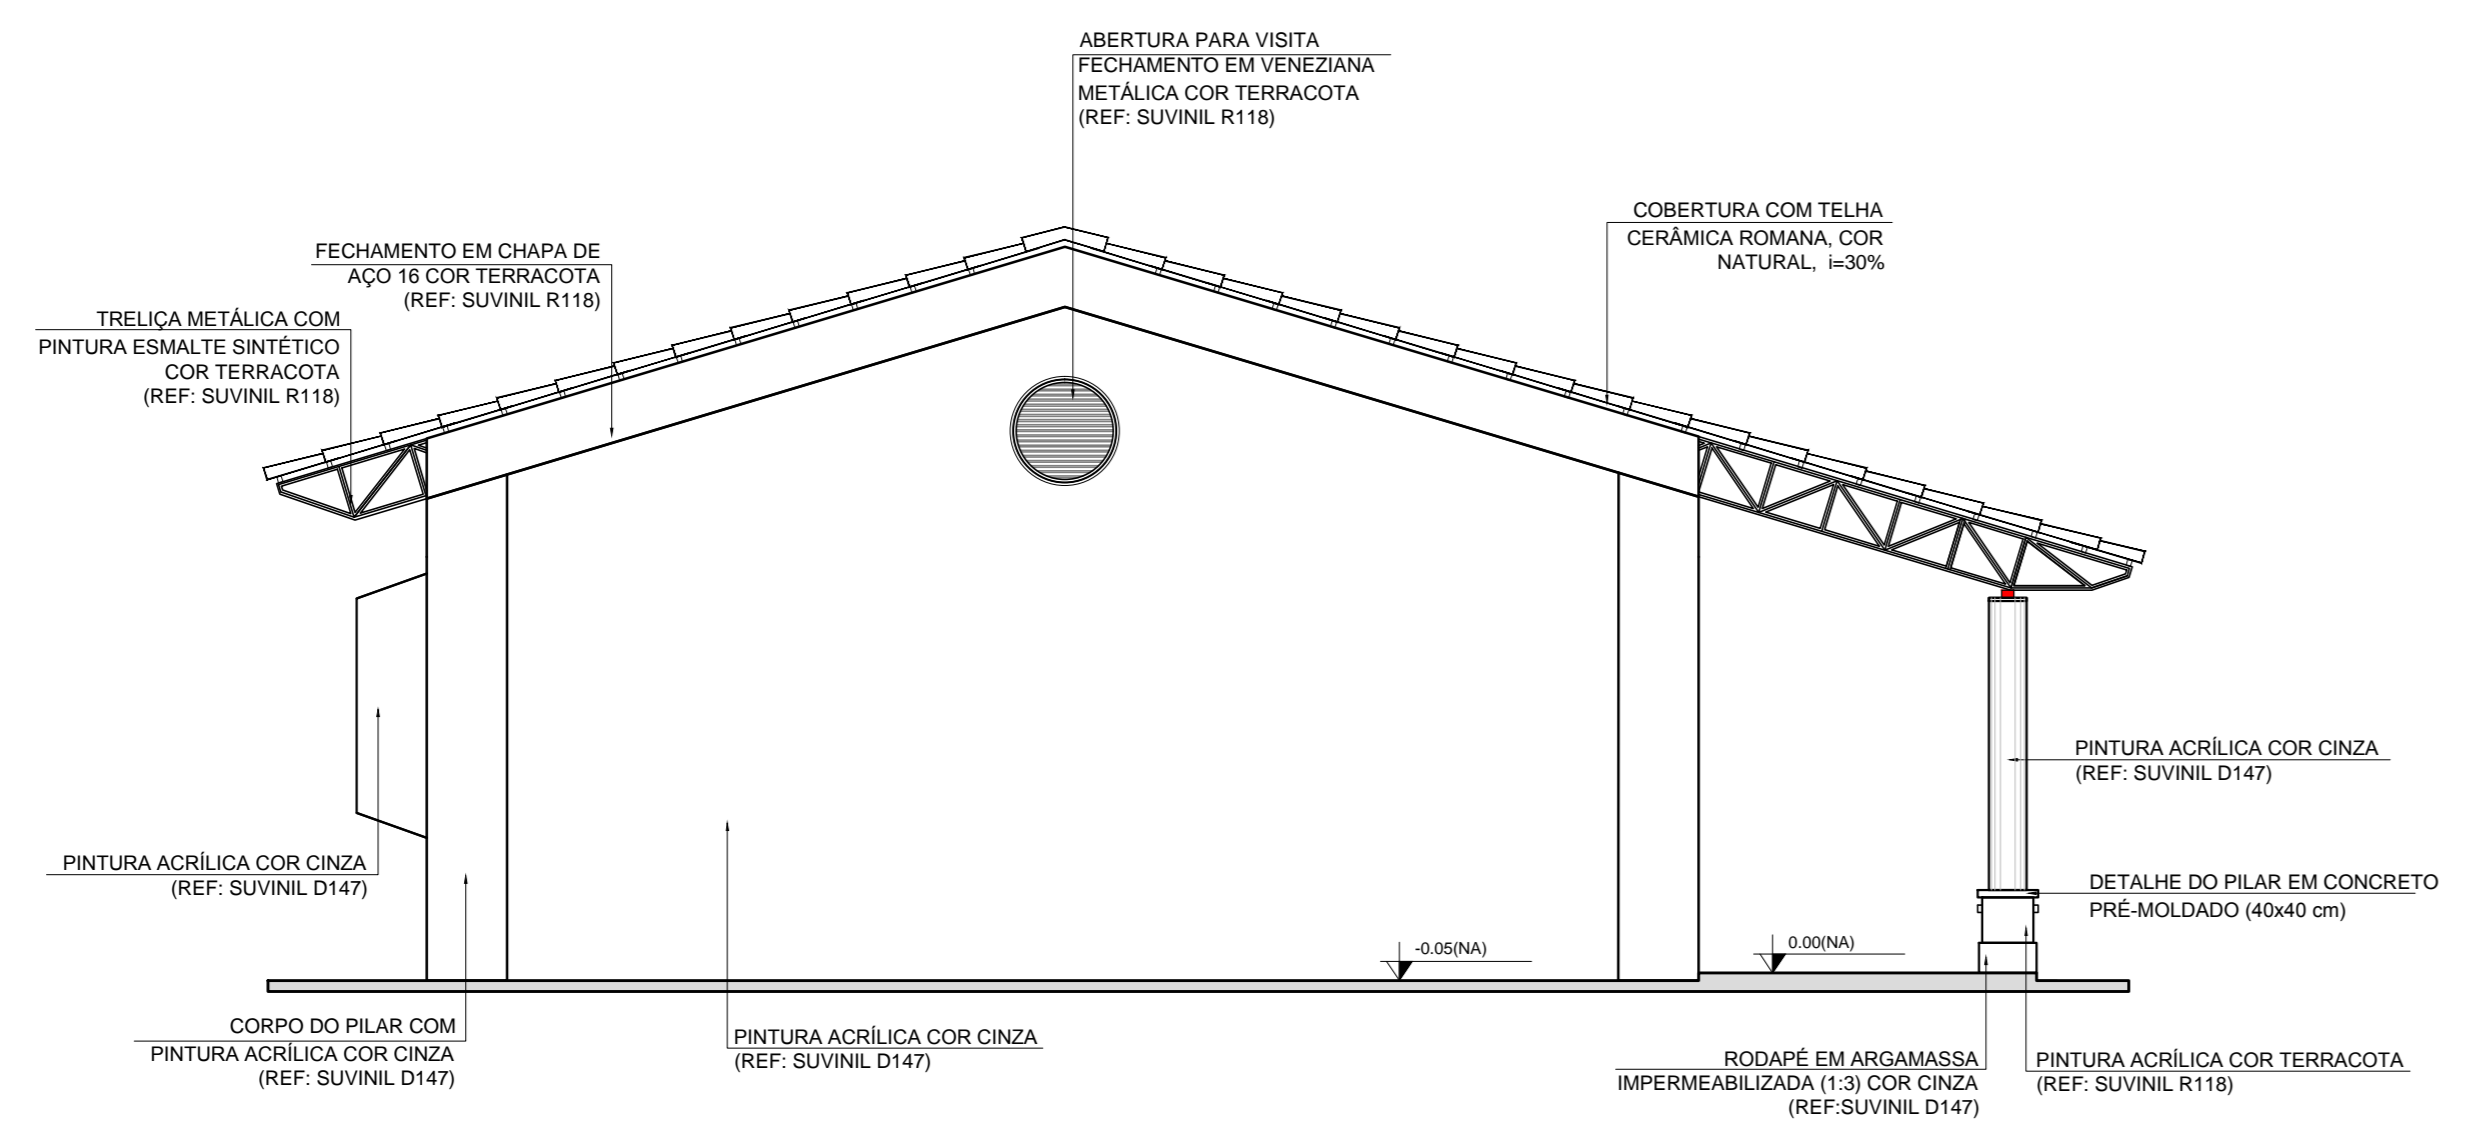 ABERTURA PARA VISITA
FECHAMENTO EM VENEZIANA
METÁLICA COR TERRACOTA
(REF: SUVINIL R118)
COBERTURA COM TELHA
CERÂMICA ROMANA, COR
NATURAL, i=30%
FECHAMENTO EM CHAPA DE
AÇO 16 COR TERRACOTA
(REF: SUVINIL R118)
TRELIÇA METÁLICA COM
PINTURA ESMALTE SINTÉTICO
COR TERRACOTA
(REF: SUVINIL R118)
PINTURA ACRÍLICA COR CINZA
(REF: SUVINIL D147)
PINTURA ACRÍLICA COR CINZA
(REF: SUVINIL D147)
DETALHE DO PILAR EM CONCRETO
PRÉ-MOLDADO (40x40 cm)
-0.05(NA)
0.00(NA)
CORPO DO PILAR COM
PINTURA ACRÍLICA COR CINZA
(REF: SUVINIL D147)
PINTURA ACRÍLICA COR CINZA
(REF: SUVINIL D147)
RODAPÉ EM ARGAMASSA
IMPERMEABILIZADA (1:3) COR CINZA
(REF:SUVINIL D147)
PINTURA ACRÍLICA COR TERRACOTA
(REF: SUVINIL R118)